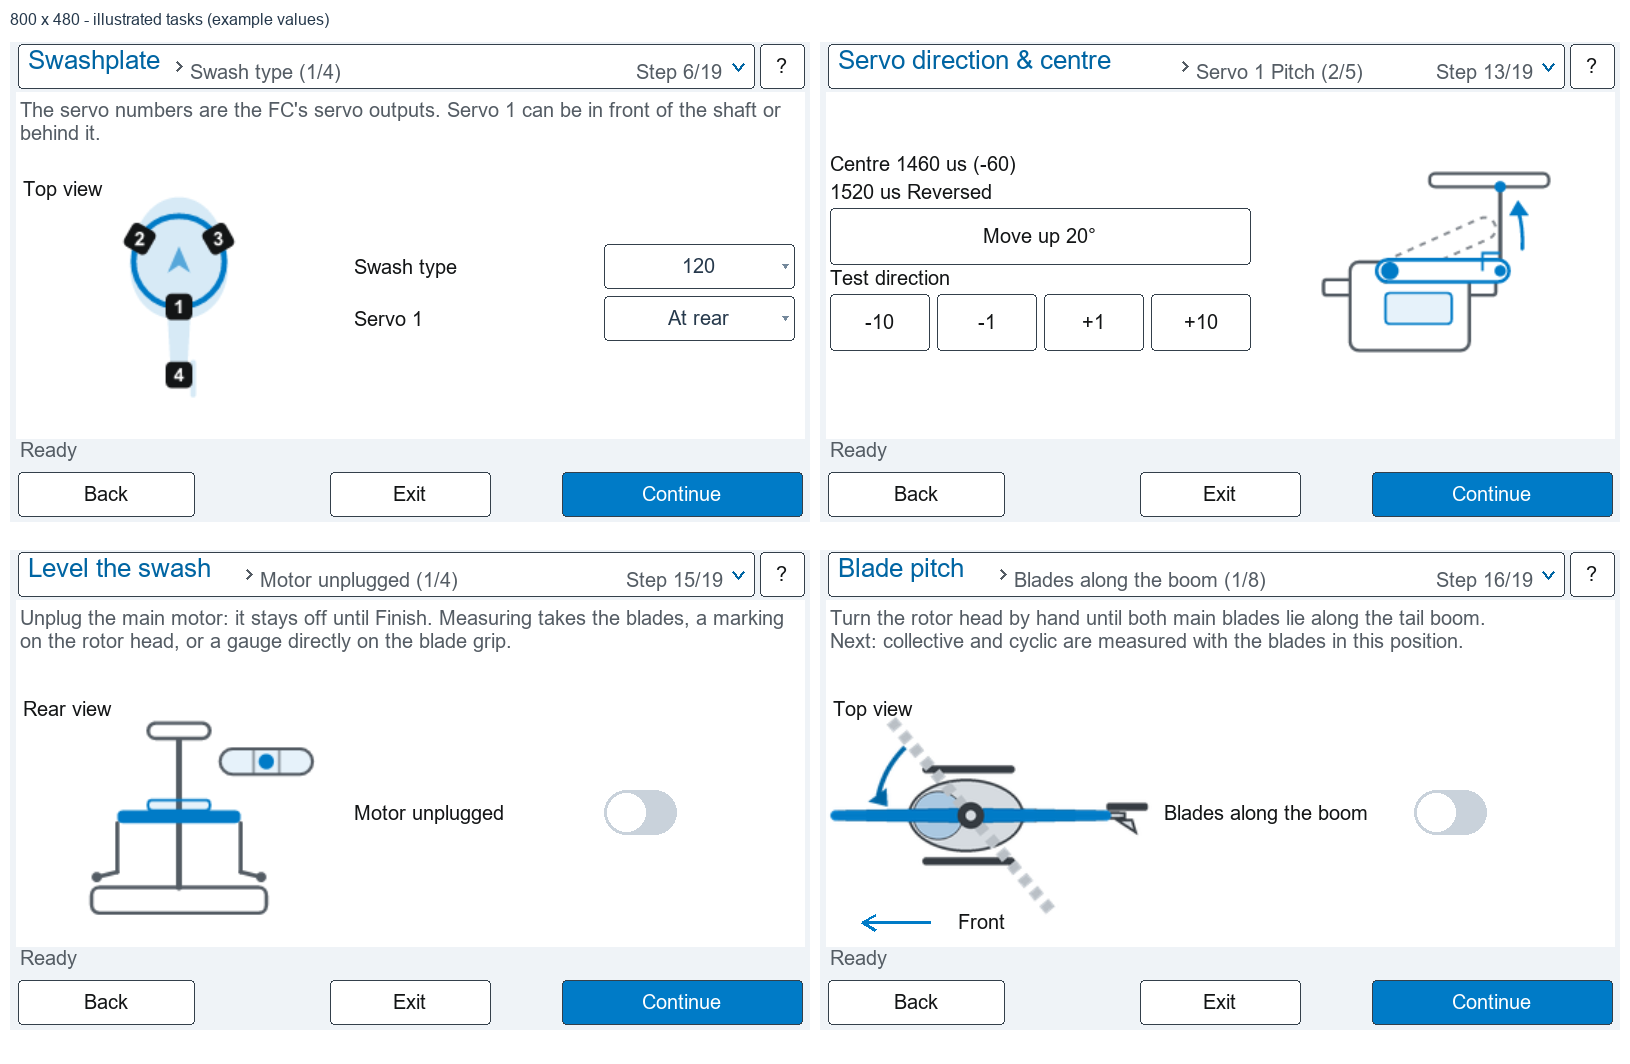 800 x 480 - illustrated tasks (example values)
Swashplate > Swash type (1/4) Step 6/19 ?
The servo numbers are the FC's servo outputs. Servo 1 can be in front of the shaft or
behind it.
Top view
2 3
1
4
Swash type 120
Servo 1 At rear
Ready
Back Exit Continue
Servo direction & centre > Servo 1 Pitch (2/5) Step 13/19 ?
Centre 1460 us (-60)
1520 us Reversed
Move up 20°
Test direction
-10 -1 +1 +10
Ready
Back Exit Continue
Level the swash > Motor unplugged (1/4) Step 15/19 ?
Unplug the main motor: it stays off until Finish. Measuring takes the blades, a marking
on the rotor head, or a gauge directly on the blade grip.
Rear view
Motor unplugged
Ready
Back Exit Continue
Blade pitch > Blades along the boom (1/8) Step 16/19 ?
Turn the rotor head by hand until both main blades lie along the tail boom.
Next: collective and cyclic are measured with the blades in this position.
Top view
Blades along the boom
Front
Ready
Back Exit Continue